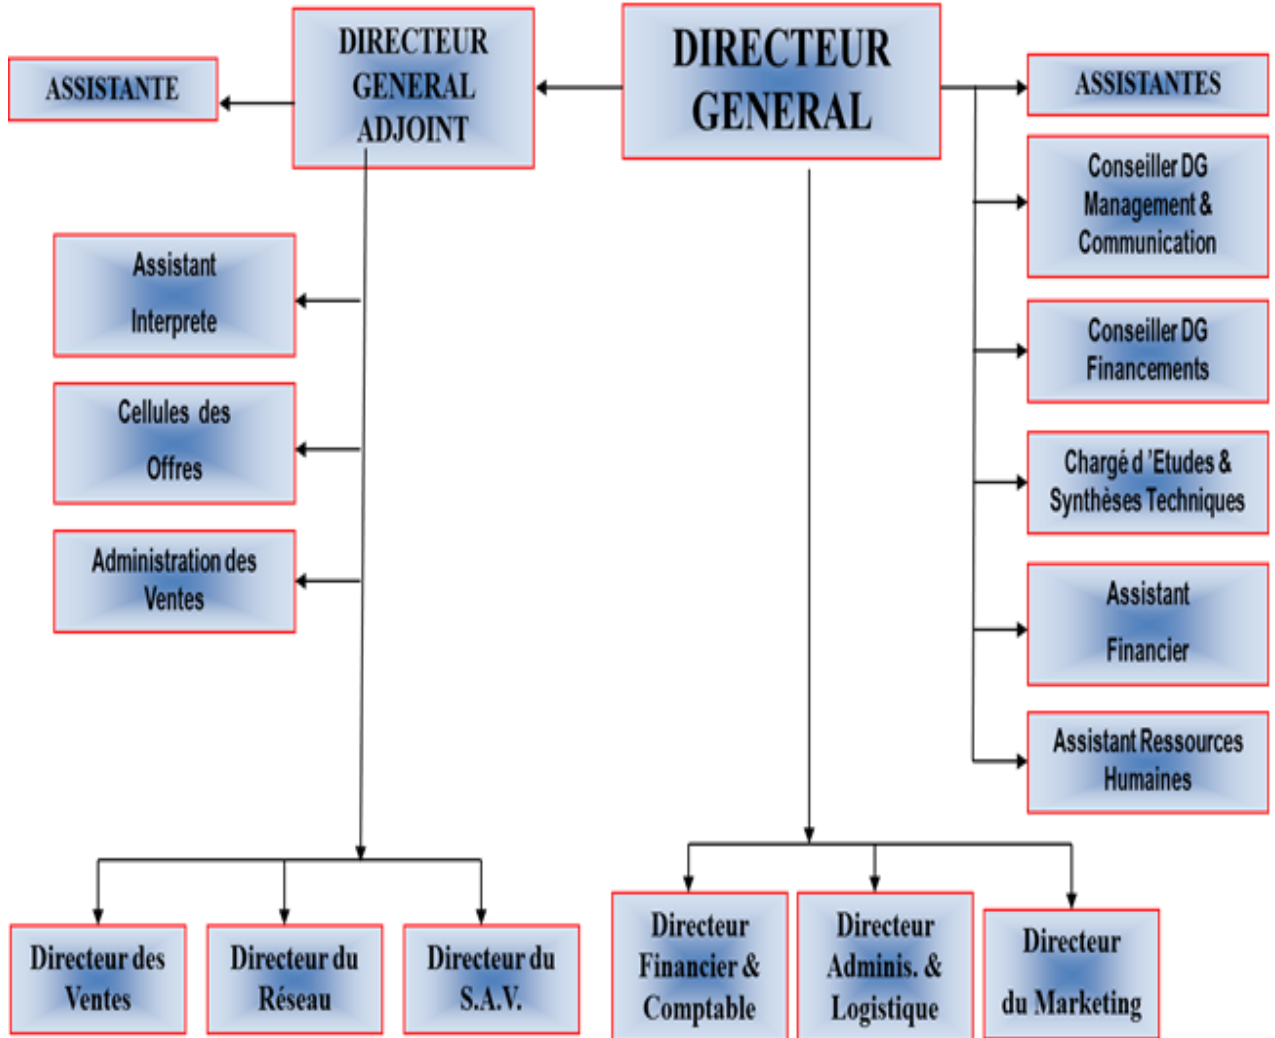 DIRECTEUR
GENERAL
ADJOINT
DIRECTEUR
GENERAL
ASSISTANTE
ASSISTANTES
Conseiller DG
Management &
Communication
Assistant
Interprete
Conseiller DG
Financements
Cellules des
Offres
Chargé d 'Etudes &
Synthèses Techniques
Administration des
Ventes
Assistant
Financier
Assistant Ressources
Humaines
Directeur des
Ventes
Directeur du
Réseau
Directeur du
S.A.V.
Directeur
Financier &
Comptable
Directeur
Adminis. &
Logistique
Directeur
du Marketing